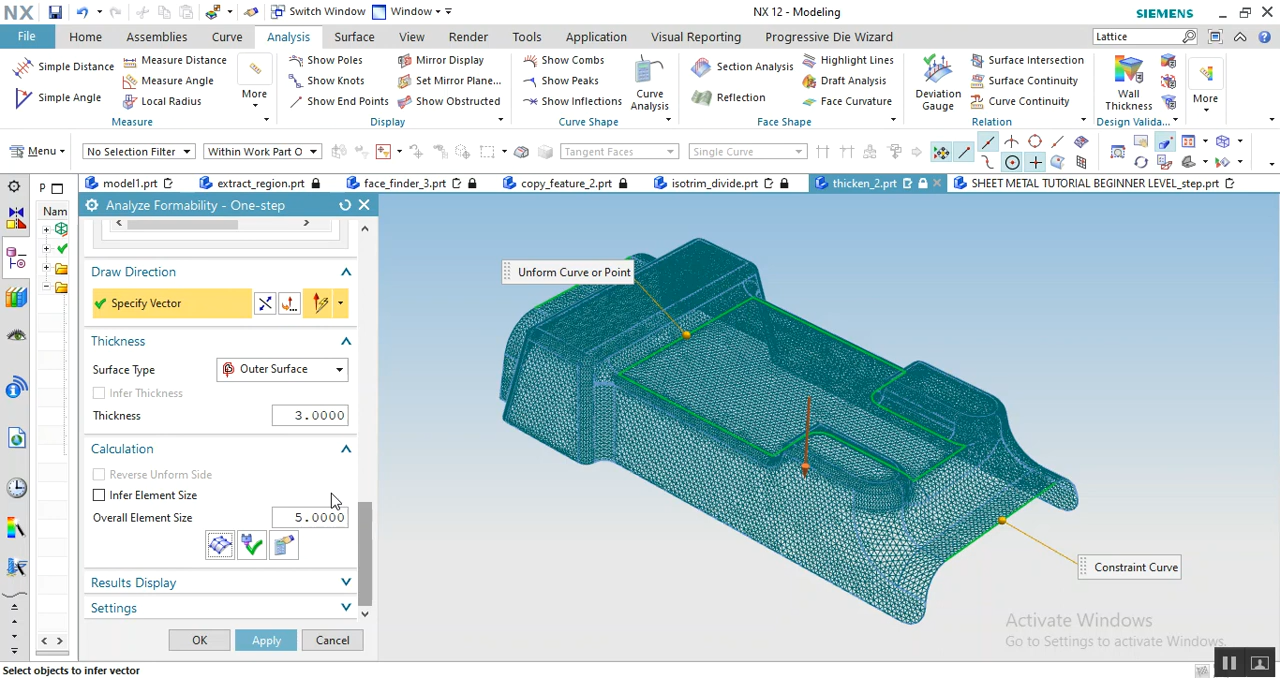 NX
Switch Window
Window
NX 12 - Modeling
SIEMENS
File
Home
Assemblies
Curve
Analysis
Surface
View
Render
Tools
Application
Visual Reporting
Progressive Die Wizard
Lattice
Simple Distance
Simple Angle
Measure Distance
Measure Angle
Local Radius
More
Measure
Show Poles
Show Knots
Show End Points
Mirror Display
Set Mirror Plane...
Show Obstructed
Display
Show Combs
Show Peaks
Show Inflections
Curve
Analysis
Curve Shape
Section Analysis
Reflection
Highlight Lines
Draft Analysis
Face Curvature
Face Shape
Deviation
Gauge
Surface Intersection
Surface Continuity
Curve Continuity
Relation
Wall
Thickness
Design Valida...
More
Menu
No Selection Filter
Within Work Part O
Tangent Faces
Single Curve
model1.prt
extract_region.prt
face_finder_3.prt
copy_feature_2.prt
isotrim_divide.prt
thicken_2.prt
SHEET METAL TUTORIAL BEGINNER LEVEL_step.prt
P
Nam
Analyze Formability - One-step
Draw Direction
Specify Vector
Thickness
Surface Type
Outer Surface
Infer Thickness
Thickness
3.0000
Calculation
Reverse Unform Side
Infer Element Size
Overall Element Size
5.0000
Results Display
Settings
OK
Apply
Cancel
Unform Curve or Point
Constraint Curve
Activate Windows
Go to Settings to activate Windows.
Select objects to infer vector